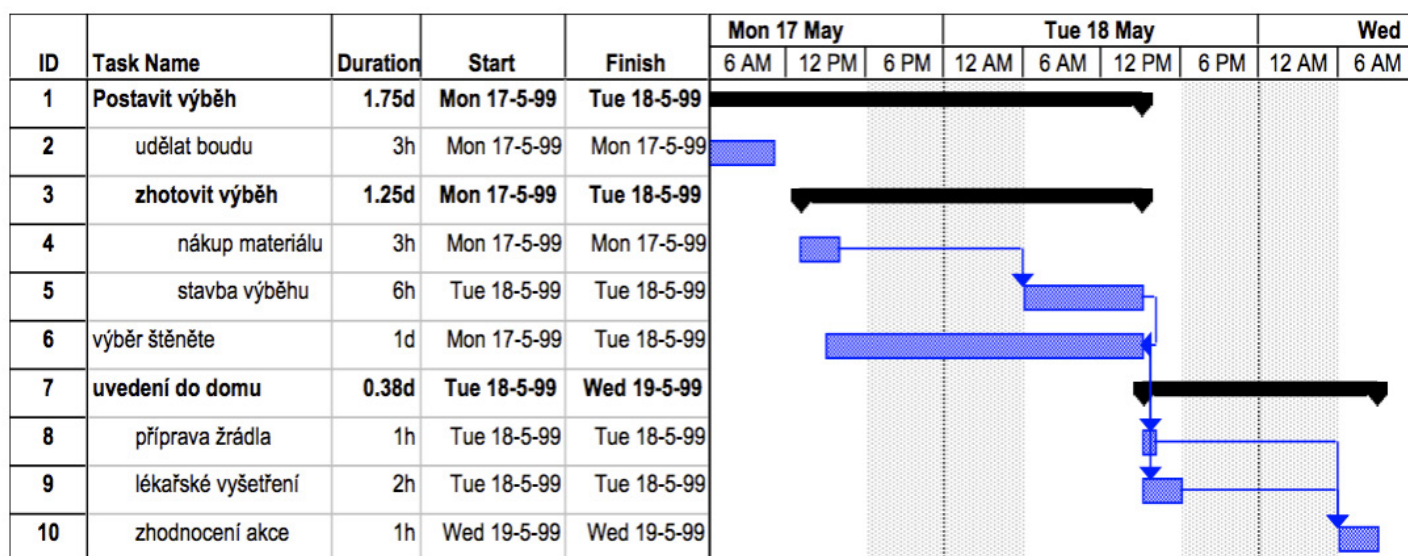 Mon 17 May Tue 18 May Wed
ID Task Name Duration Start Finish 6 AM 12 PM 6 PM 12 AM 6 AM 12 PM 6 PM 12 AM 6 AM
1 Postavit výběh 1.75d Mon 17-5-99 Tue 18-5-99
2 udělat boudu 3h Mon 17-5-99 Mon 17-5-99
3 zhotovit výběh 1.25d Mon 17-5-99 Tue 18-5-99
4 nákup materiálu 3h Mon 17-5-99 Mon 17-5-99
5 stavba výběhu 6h Tue 18-5-99 Tue 18-5-99
6 výběr štěněte 1d Mon 17-5-99 Tue 18-5-99
7 uvedení do domu 0.38d Tue 18-5-99 Wed 19-5-99
8 příprava žrádla 1h Tue 18-5-99 Tue 18-5-99
9 lékařské vyšetření 2h Tue 18-5-99 Tue 18-5-99
10 zhodnocení akce 1h Wed 19-5-99 Wed 19-5-99